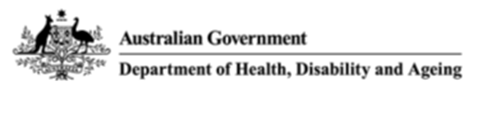 Australian Government
Department of Health, Disability and Ageing